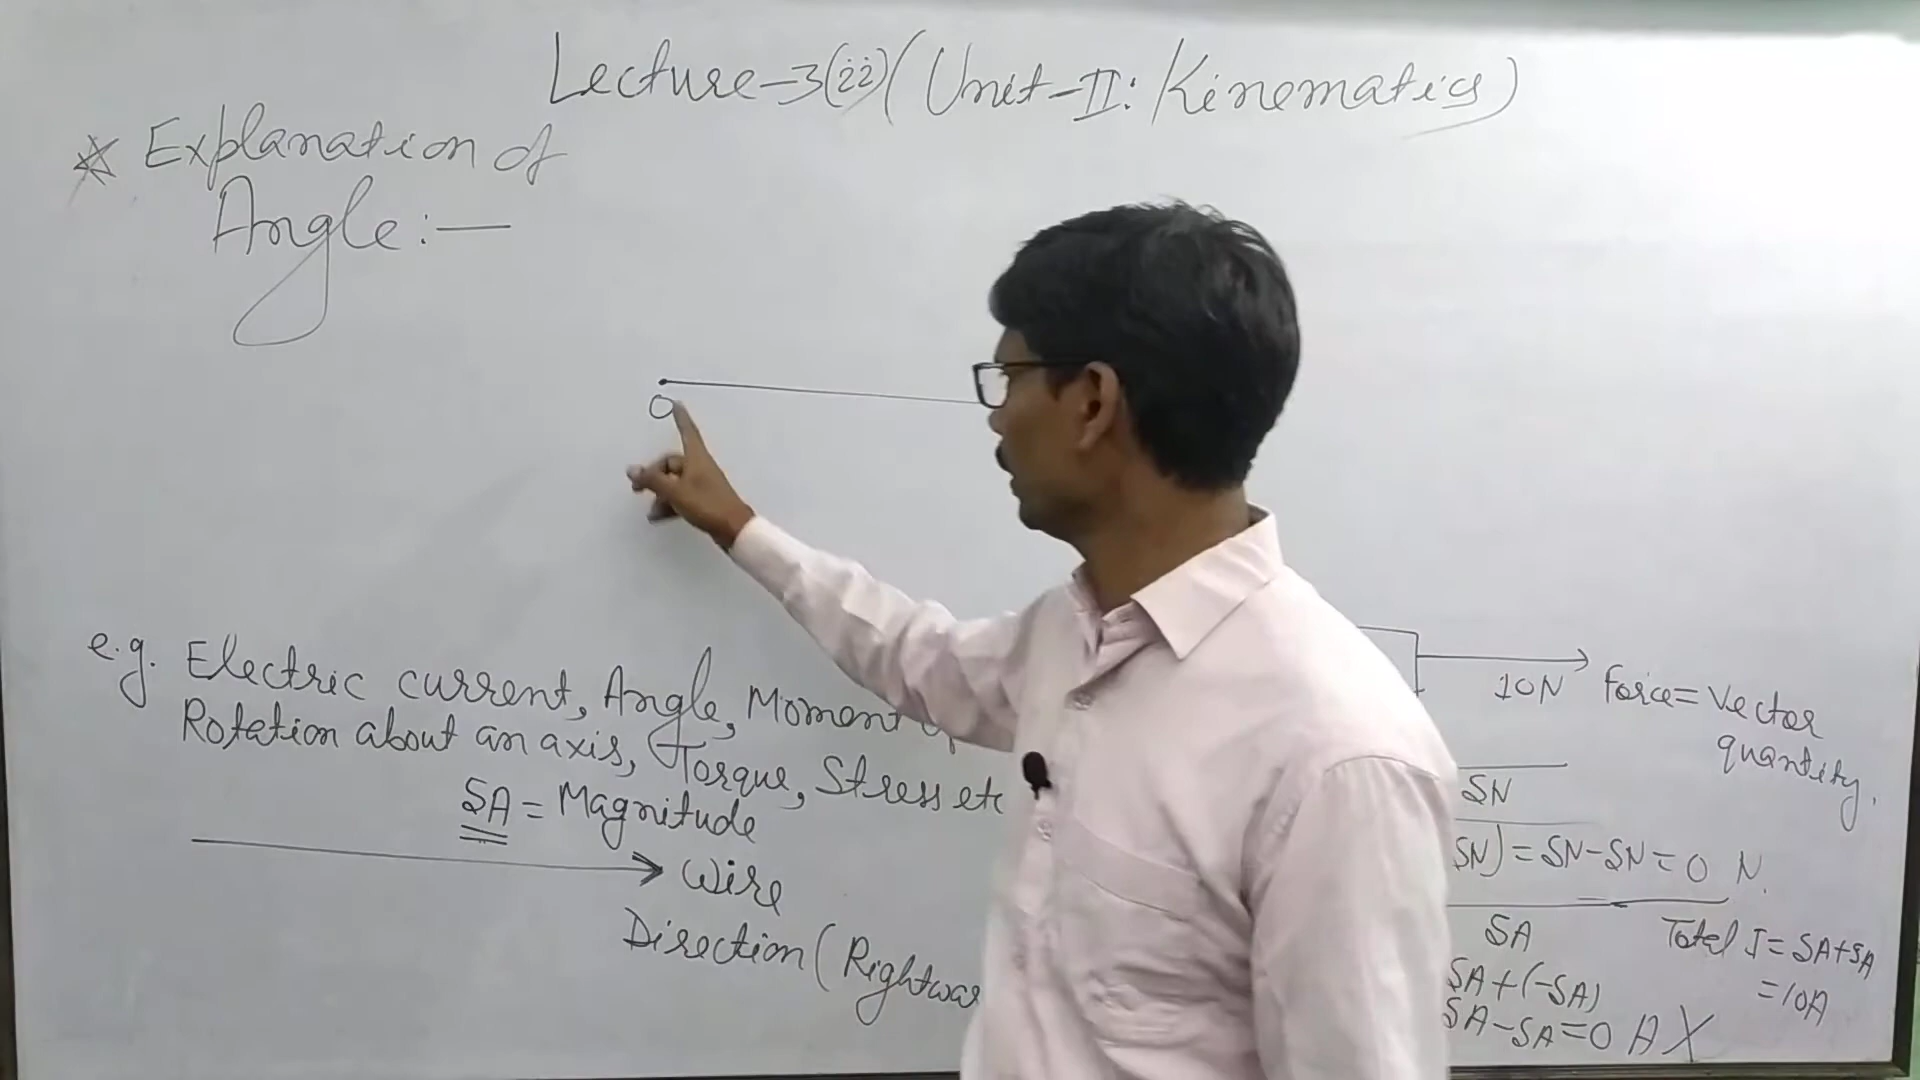 Lecture-3(ii)(Unit-II: Kinematics)
* Explanation of
Angle:—
O
e.g. Electric current, Angle, Moment
Rotation about an axis, Torque, Stress etc
5A = Magnitude
Wire
Direction (Rightwar
10N
Force = Vector
quantity.
5N
5N) = 5N-5N = 0 N.
5A
Total I = 5A+5A
= 10A
5A+(-5A)
5A-5A=0 A X